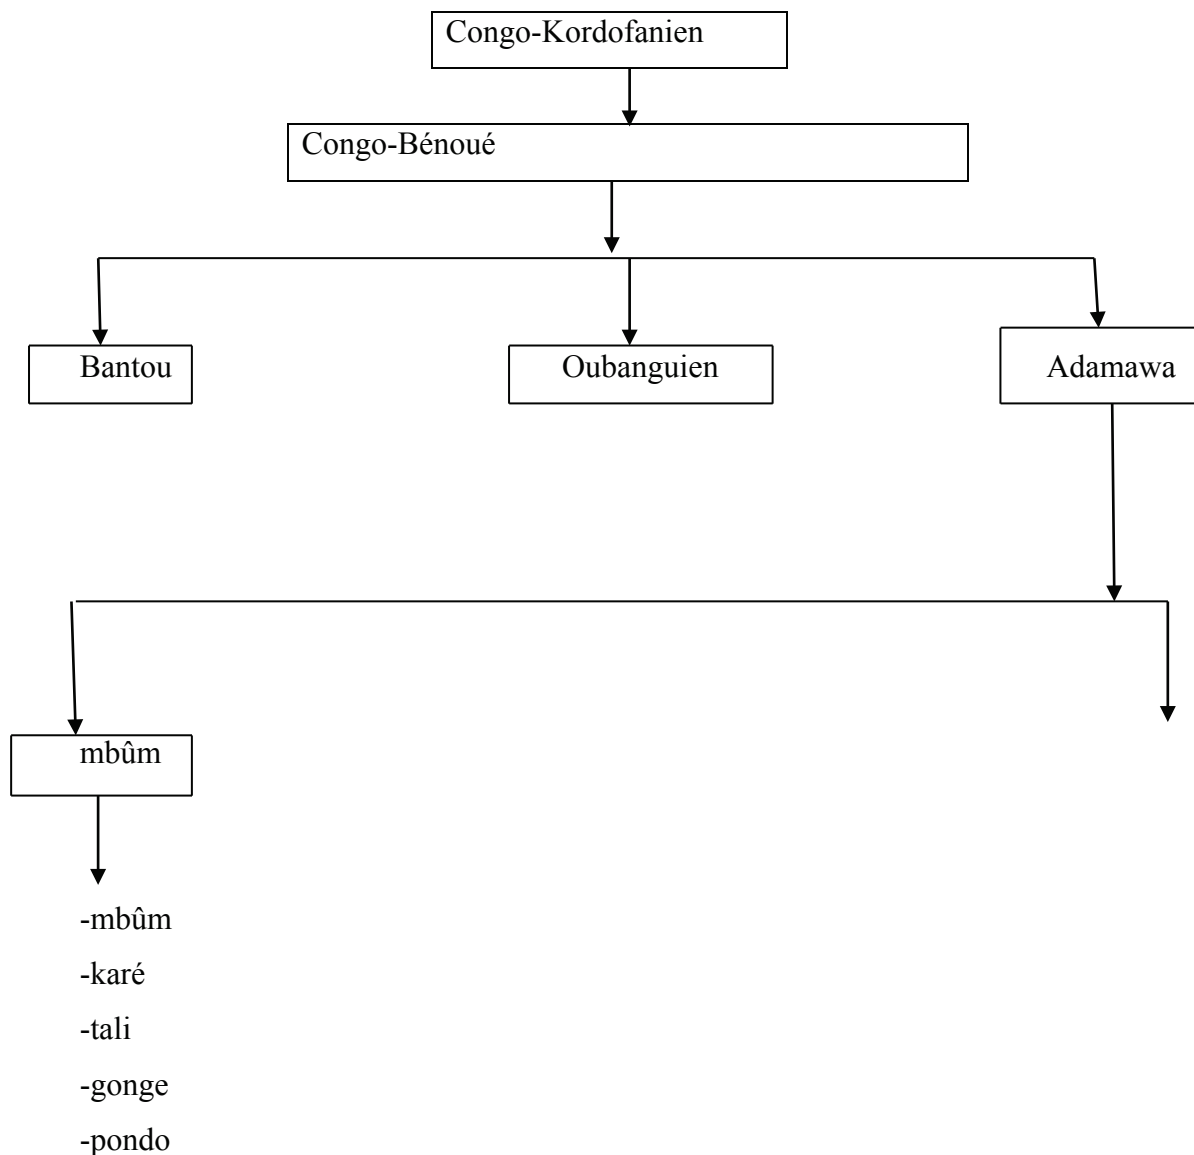 Congo-Kordofanien
Congo-Bénoué
Bantou
Oubanguien
Adamawa
mbûm
-mbûm
-karé
-tali
-gonge
-pondo